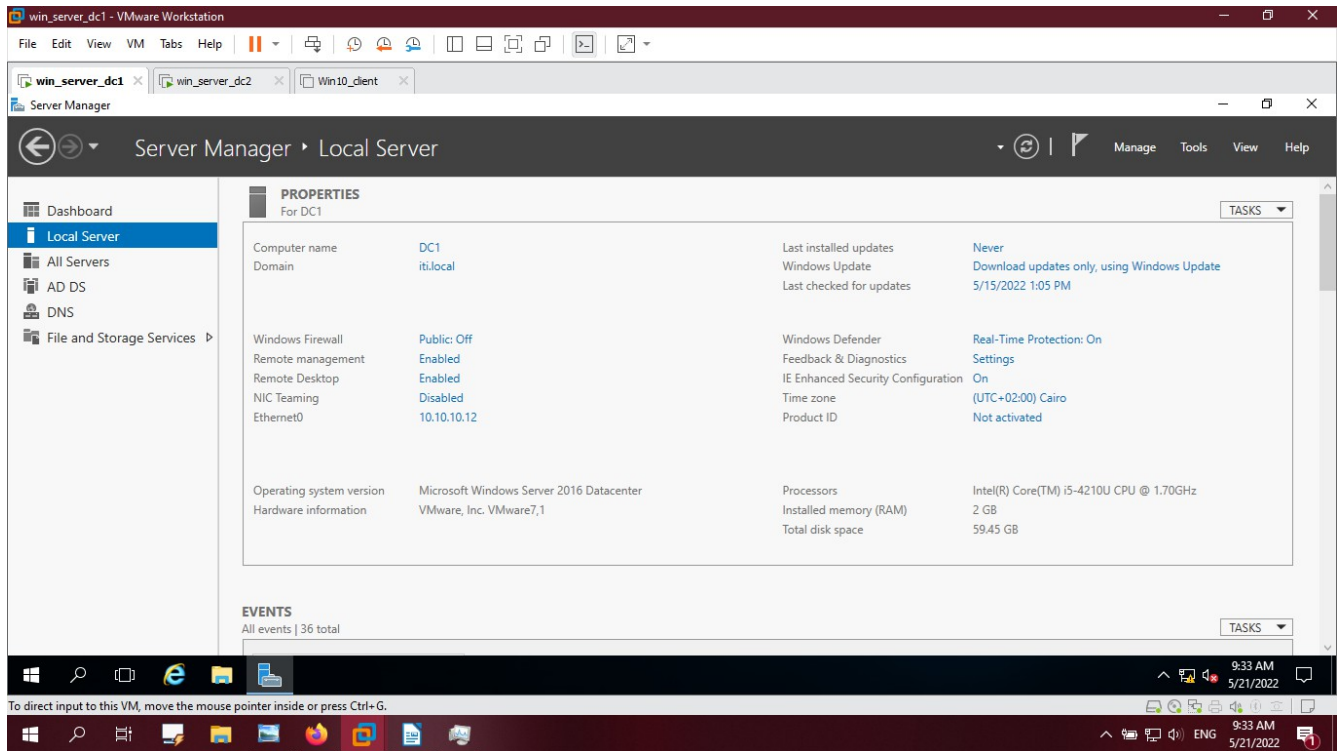 win_server_dc1 - VMware Workstation
File Edit View VM Tabs Help
win_server_dc1 win_server_dc2 Win10_client
Server Manager
Server Manager Local Server
Manage Tools View Help
Dashboard
Local Server
All Servers
AD DS
DNS
File and Storage Services
PROPERTIES
For DC1
TASKS
Computer name DC1 Last installed updates Never
Domain iti.local Windows Update Download updates only, using Windows Update
Last checked for updates 5/15/2022 1:05 PM
Windows Firewall Public: Off Windows Defender Real-Time Protection: On
Remote management Enabled Feedback & Diagnostics Settings
Remote Desktop Enabled IE Enhanced Security Configuration On
NIC Teaming Disabled Time zone (UTC+02:00) Cairo
Ethernet0 10.10.10.12 Product ID Not activated
Operating system version Microsoft Windows Server 2016 Datacenter Processors Intel(R) Core(TM) i5-4210U CPU @ 1.70GHz
Hardware information VMware, Inc. VMware7,1 Installed memory (RAM) 2 GB
Total disk space 59.45 GB
EVENTS
All events | 36 total
TASKS
9:33 AM
5/21/2022
To direct input to this VM, move the mouse pointer inside or press Ctrl+G.
ENG
9:33 AM
5/21/2022
1